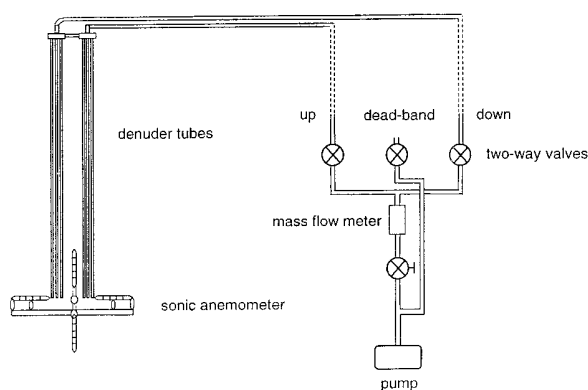 up
dead-band
down
denuder tubes
two-way valves
mass flow meter
sonic anemometer
pump